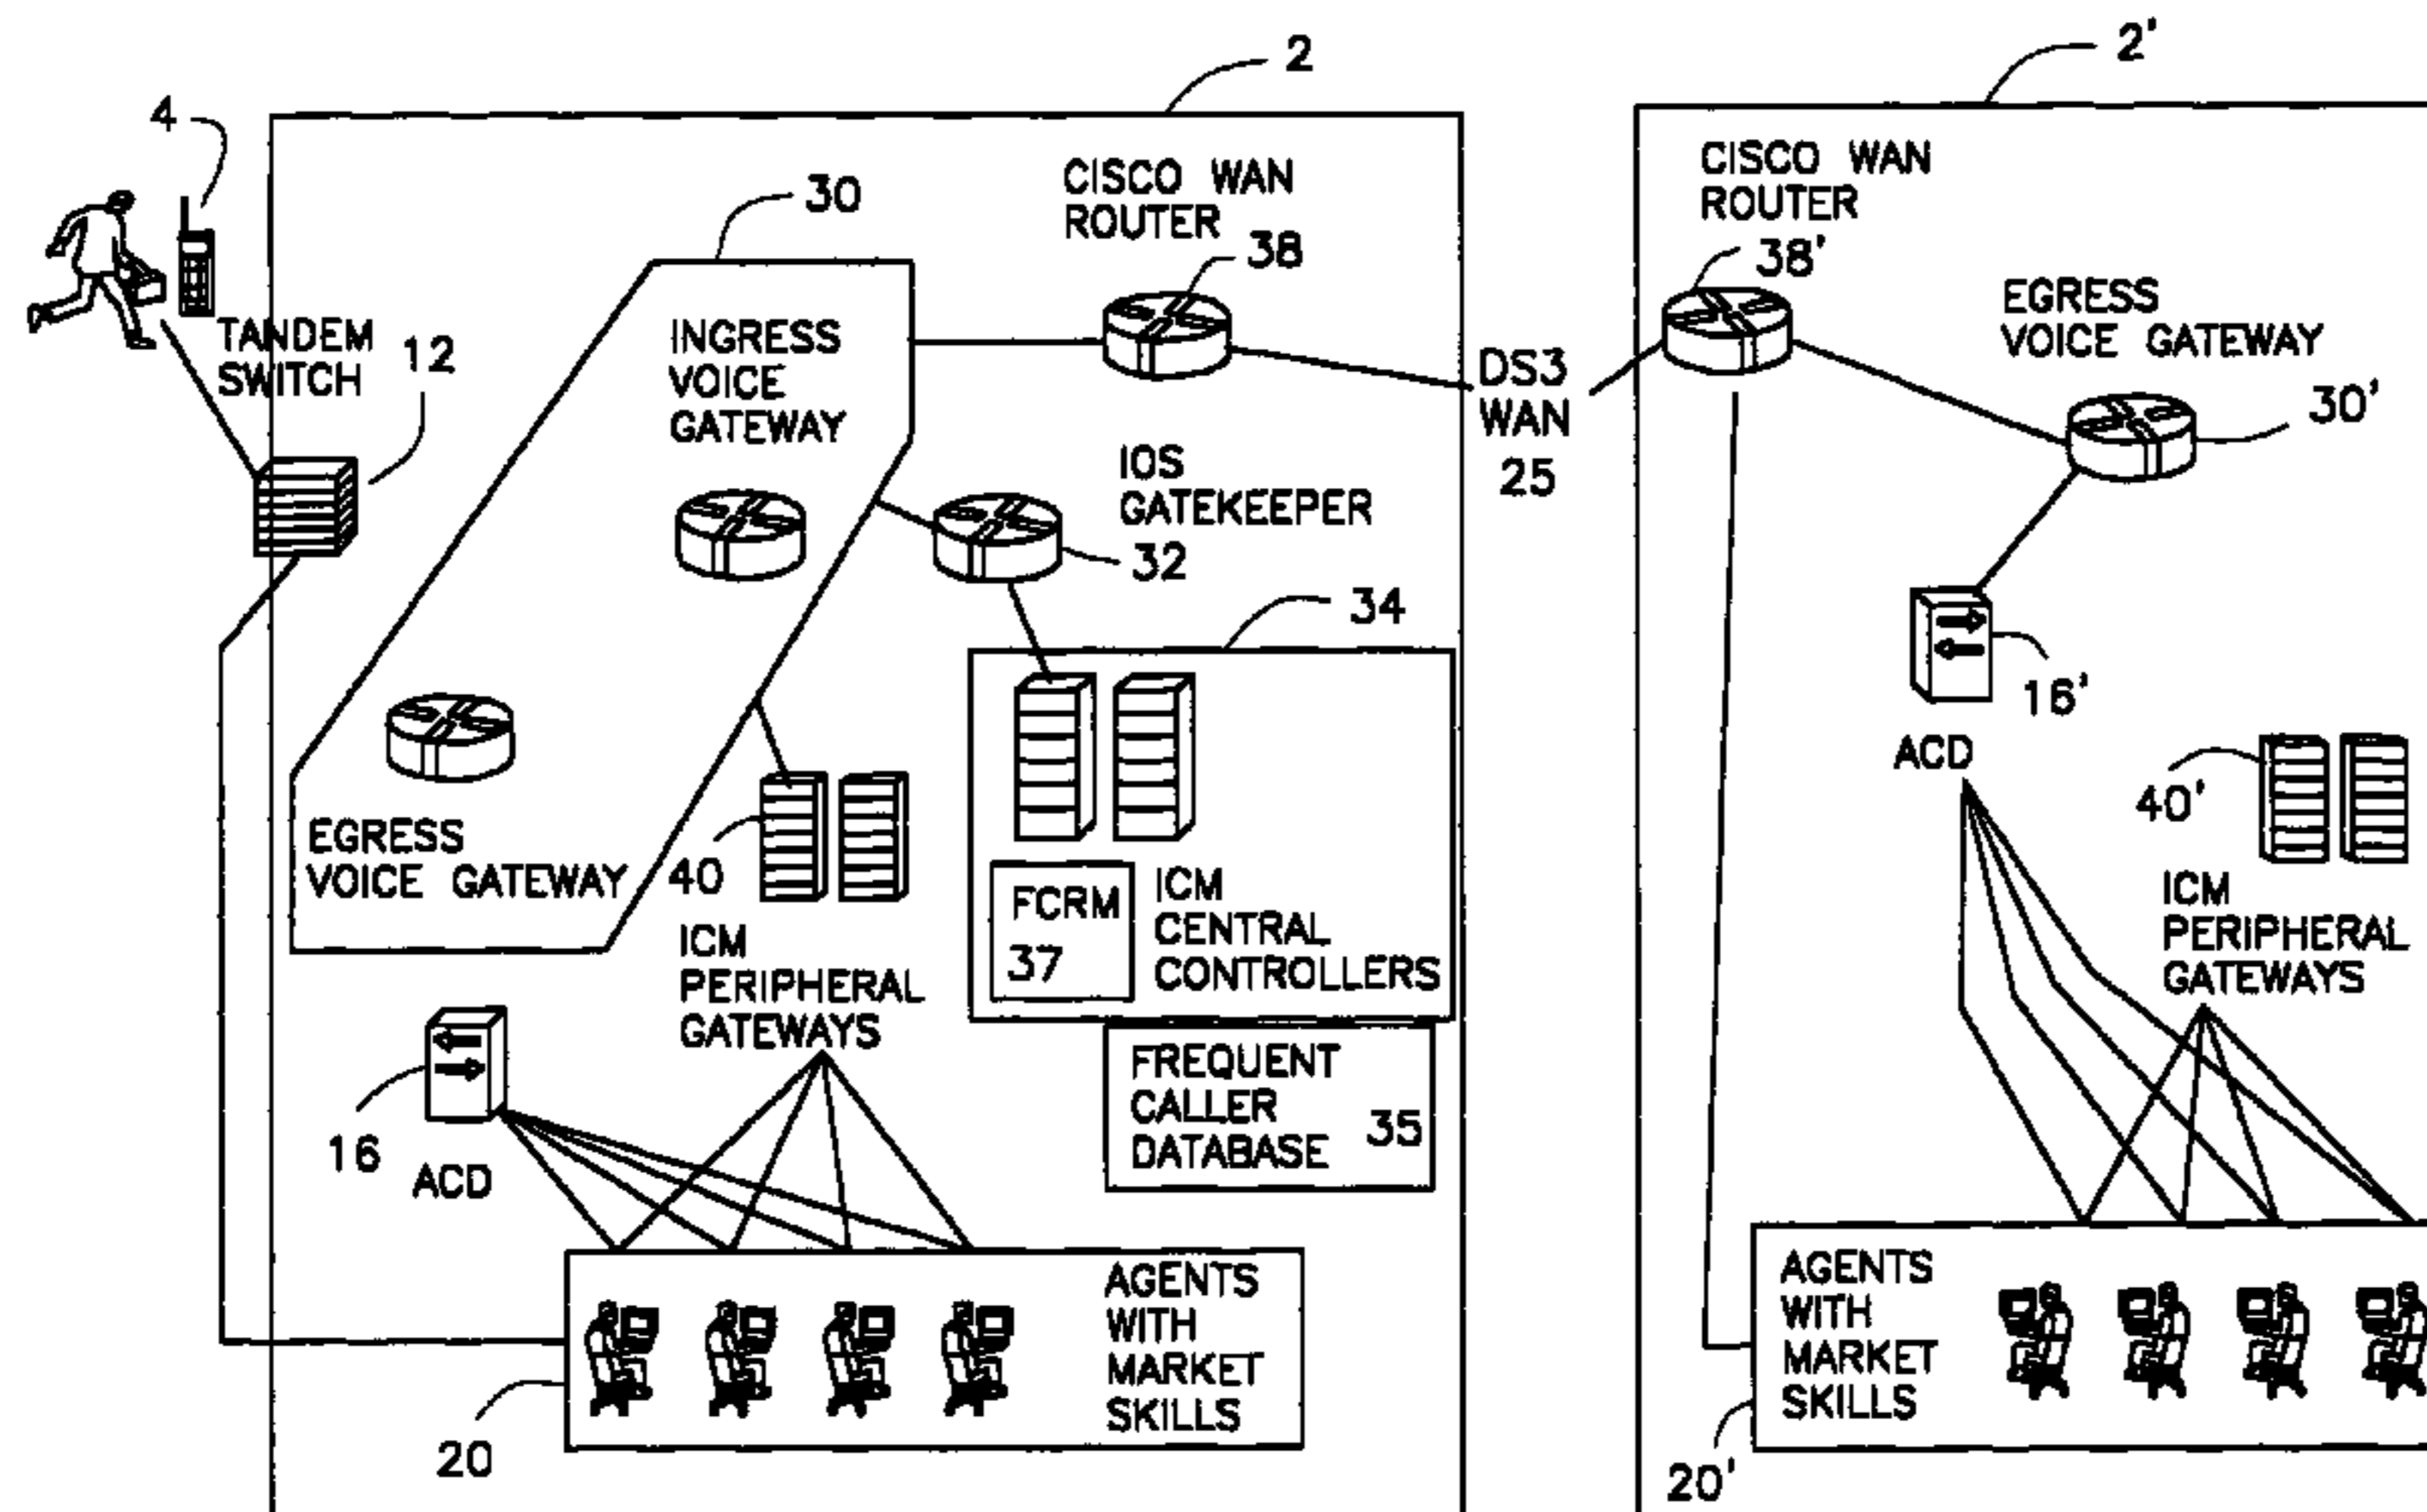 2
2'
4
30
CISCO WAN
ROUTER
38
TANDEM
SWITCH
12
INGRESS
VOICE
GATEWAY
IOS
GATEKEEPER
32
34
EGRESS
VOICE GATEWAY
40
ICM
PERIPHERAL
GATEWAYS
FCRM
37
ICM
CENTRAL
CONTROLLERS
FREQUENT
CALLER
DATABASE 35
16
ACD
AGENTS
WITH
MARKET
SKILLS
20
DS3
WAN
25
CISCO WAN
ROUTER
38'
EGRESS
VOICE GATEWAY
30'
16'
ACD
40'
ICM
PERIPHERAL
GATEWAYS
AGENTS
WITH
MARKET
SKILLS
20'